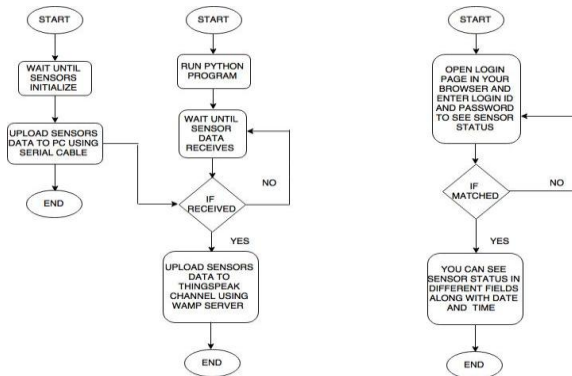 START
WAIT UNTIL
SENSORS
INITIALIZE
UPLOAD SENSORS
DATA TO PC USING
SERIAL CABLE
END
START
RUN PYTHON
PROGRAM
WAIT UNTIL
SENSOR
DATA
RECEIVES
NO
IF
RECEIVED
YES
UPLOAD SENSORS
DATA TO
THINGSPEAK
CHANNEL USING
WAMP SERVER
END
START
OPEN LOGIN
PAGE IN YOUR
BROWSER AND
ENTER LOGIN ID
AND PASSWORD
TO SEE SENSOR
STATUS
IF
MATCHED
NO
YES
YOU CAN SEE
SENSOR STATUS IN
DIFFERENT FIELDS
ALONG WITH DATE
AND TIME
END